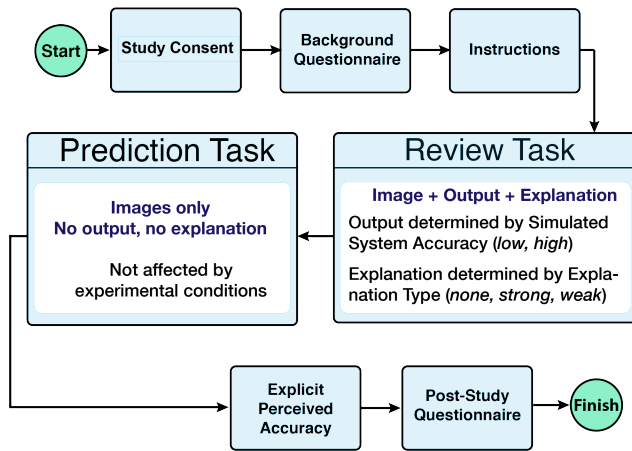 Start
Study Consent
Background
Questionnaire
Instructions
Prediction Task
Images only
No output, no explanation
Not affected by
experimental conditions
Review Task
Image + Output + Explanation
Output determined by Simulated
System Accuracy (low, high)
Explanation determined by Expla-
nation Type (none, strong, weak)
Explicit
Perceived
Accuracy
Post-Study
Questionnaire
Finish